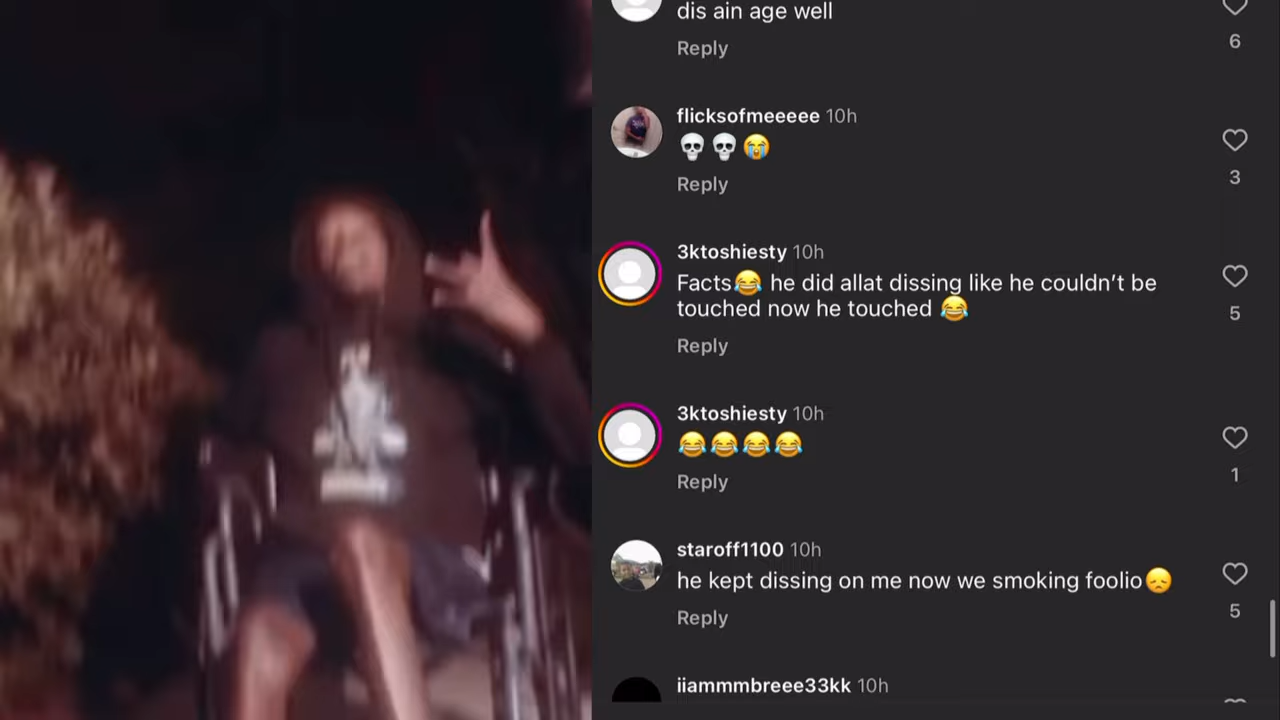 dis ain age well
Reply
6
flicksofmeeeee 10h
💀💀😭
3
Reply
3ktoshiesty 10h
Facts😂 he did allat dissing like he couldn’t be
touched now he touched 😂
5
Reply
3ktoshiesty 10h
😂😂😂😂
1
Reply
staroff1100 10h
he kept dissing on me now we smoking foolio😞
5
Reply
iiammmbreee33kk 10h